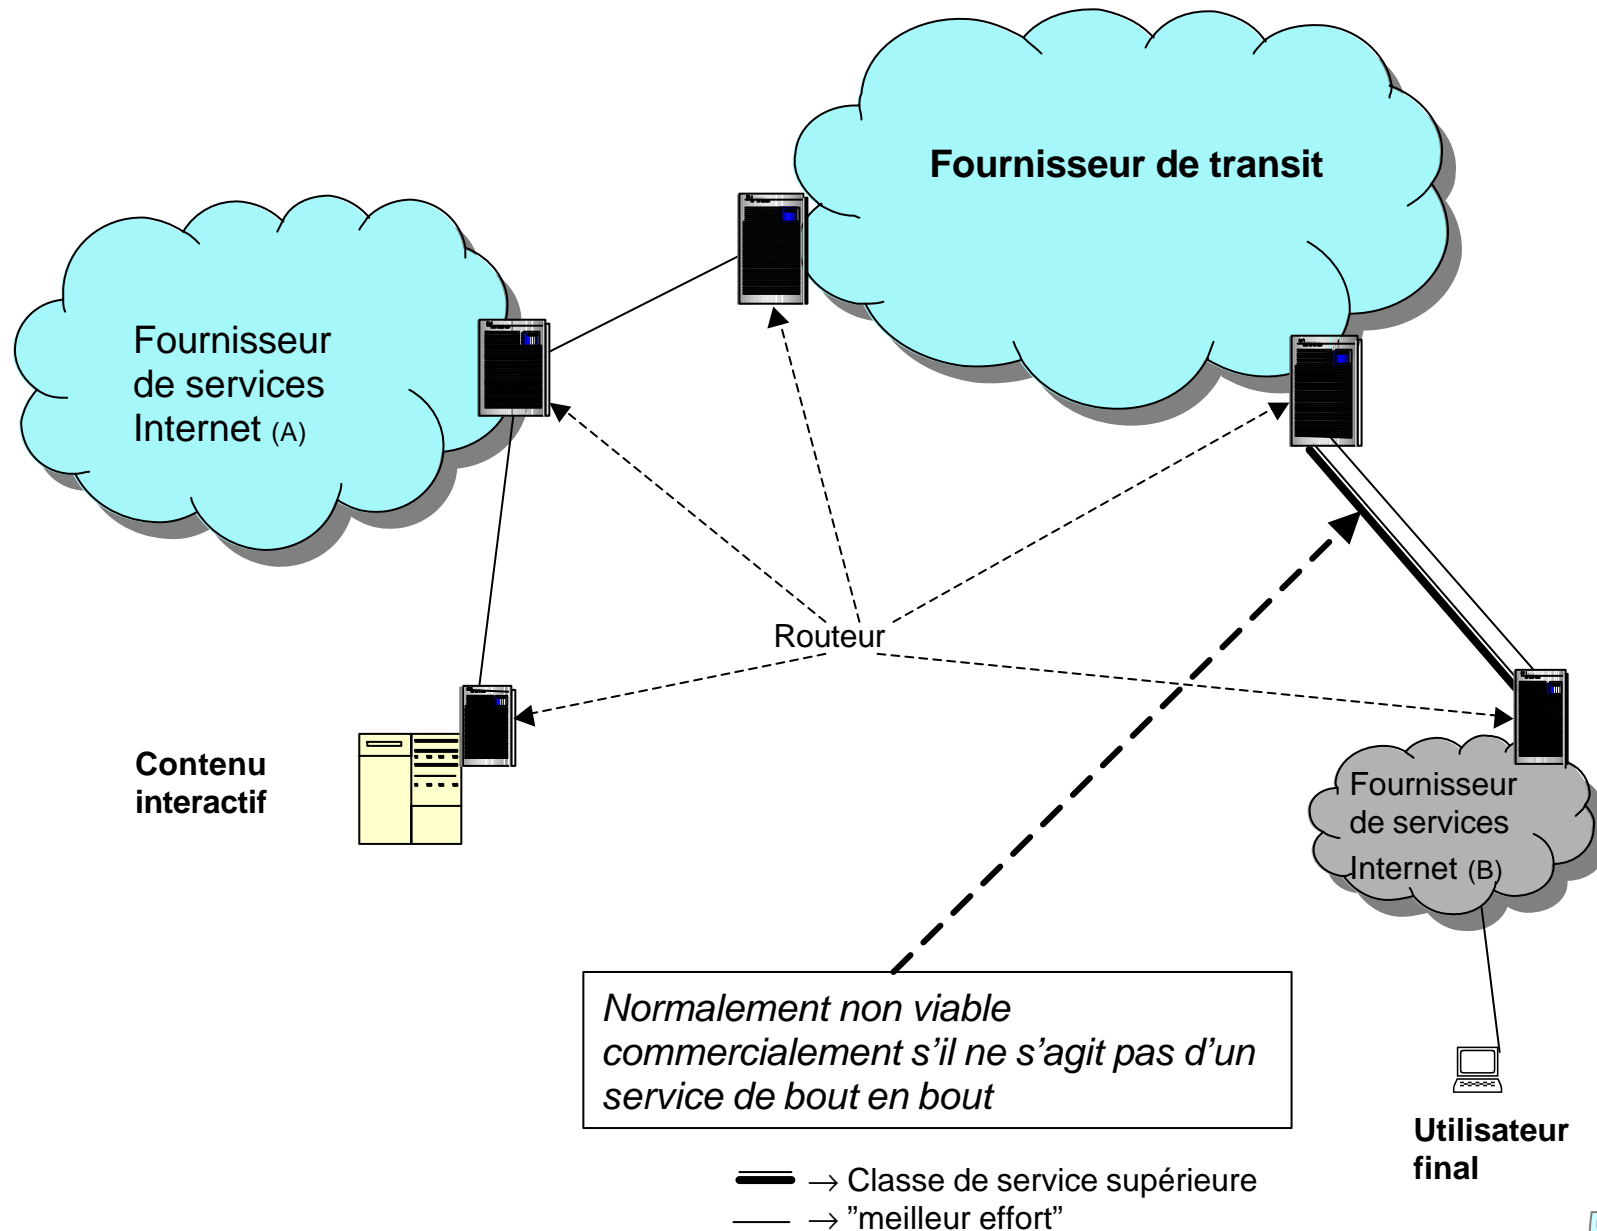 Fournisseur de transit
Fournisseur
de services
Internet (A)
Routeur
Contenu
interactif
Fournisseur
de services
Internet (B)
Normalement non viable
commercialement s’il ne s’agit pas d’un
service de bout en bout
Utilisateur
final
→ Classe de service supérieure
→ ”meilleur effort”